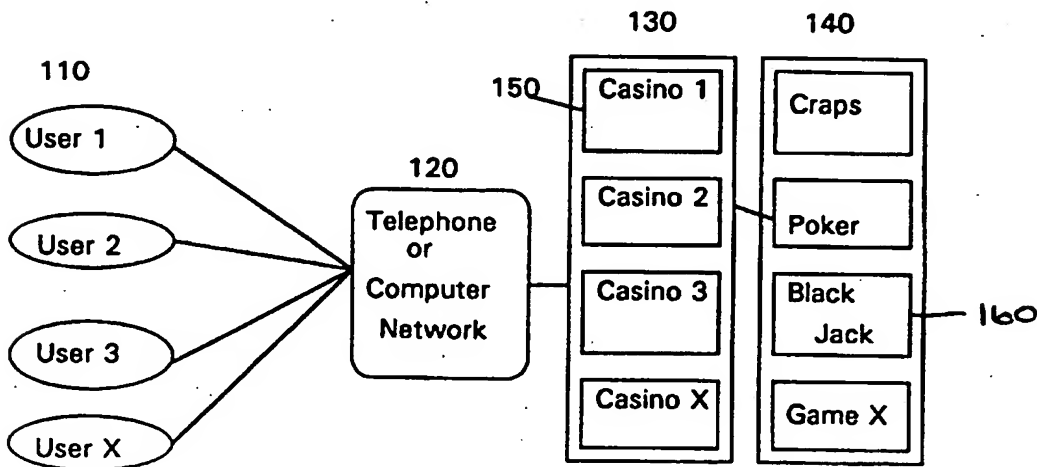 130 140
110
150 Casino 1 Craps
User 1
120
Telephone
or
Computer
Network
Casino 2 Poker
User 2
Casino 3 Black
Jack
160
User 3
Casino X Game X
User X